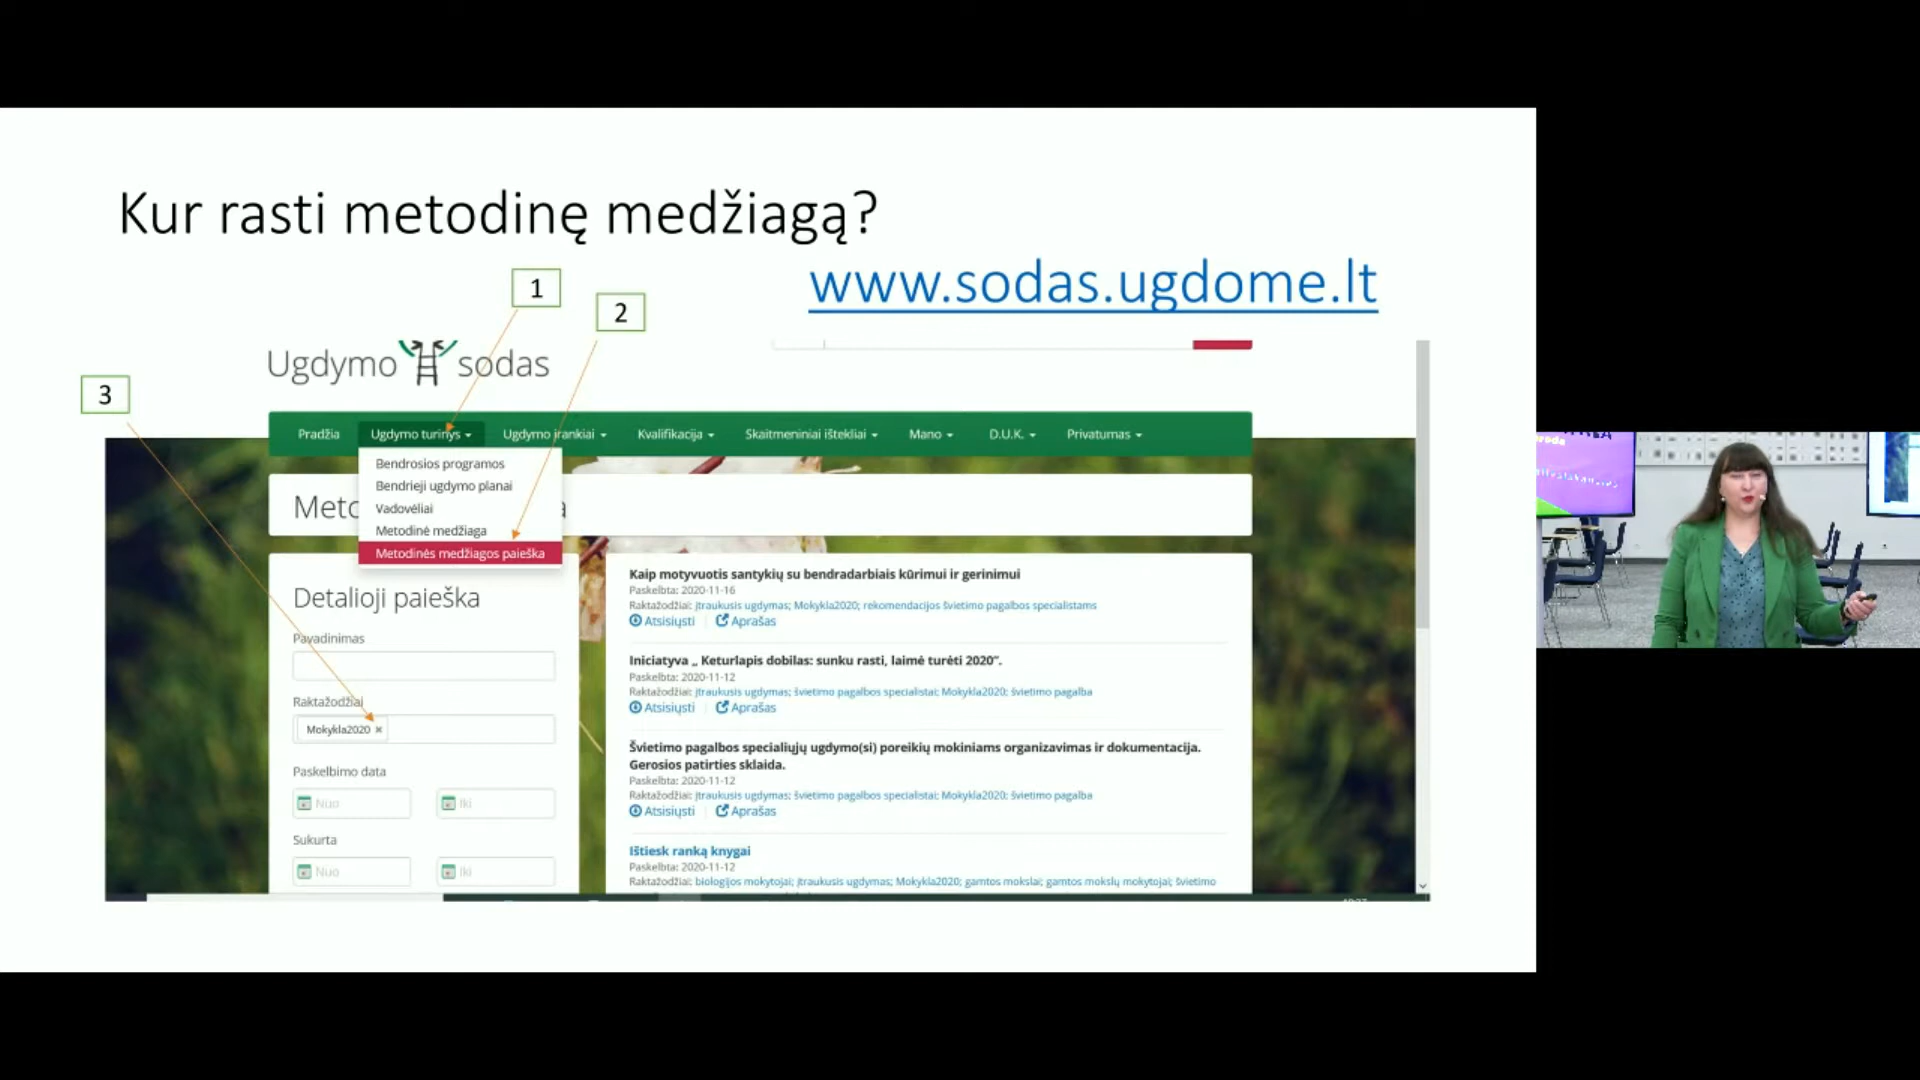 Kur rasti metodinę medžiagą?
www.sodas.ugdome.lt
1
2
3
Ugdymo sodas
Pradžia Ugdymo turinys Ugdymo įrankiai Kvalifikacija Skaitmeniniai ištekliai Mano D.U.K. Privatumas
Bendrosios programos
Bendrieji ugdymo planai
Vadovėliai
Metodinė medžiaga
Metodinės medžiagos paieška
Detalioji paieška
Pavadinimas
Raktažodžiai
Mokykla2020 ×
Paskelbimo data
Nuo Iki
Sukurta
Nuo Iki
Kaip motyvuotis santykių su bendradarbiais kūrimui ir gerinimui
Paskelbta: 2020-11-16
Raktažodžiai: įtraukusis ugdymas; Mokykla2020; rekomendacijos švietimo pagalbos specialistams
Atsisiųsti Aprašas
Iniciatyva „ Keturlapis dobilas: sunku rasti, laimė turėti 2020".
Paskelbta: 2020-11-12
Raktažodžiai: įtraukusis ugdymas; švietimo pagalbos specialistai; Mokykla2020; švietimo pagalba
Atsisiųsti Aprašas
Švietimo pagalbos specialiųjų ugdymo(si) poreikių mokiniams organizavimas ir dokumentacija.
Gerosios patirties sklaida.
Paskelbta: 2020-11-12
Raktažodžiai: įtraukusis ugdymas; švietimo pagalbos specialistai; Mokykla2020; švietimo pagalba
Atsisiųsti Aprašas
Ištiesk ranką knygai
Paskelbta: 2020-11-12
Raktažodžiai: biologijos mokytojai; įtraukusis ugdymas; Mokykla2020; gamtos mokslai; gamtos mokslų mokytojai; švietimo